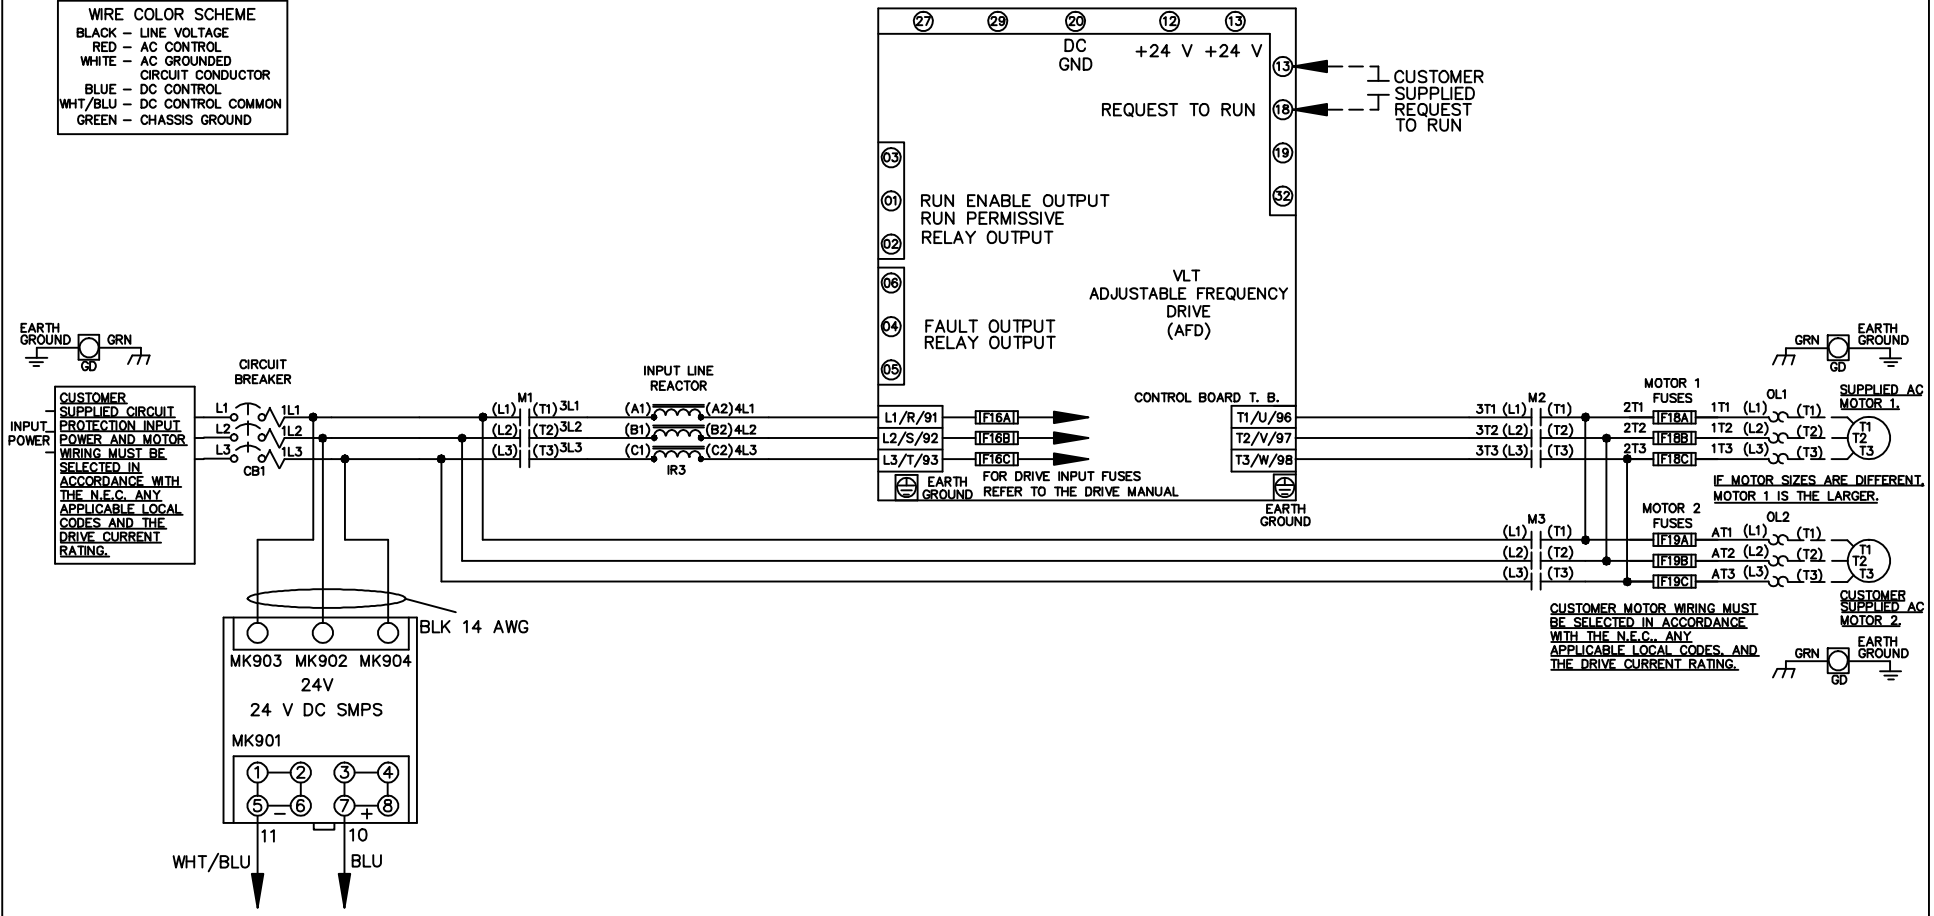 WIRE COLOR SCHEME
BLACK – LINE VOLTAGE
RED – AC CONTROL
WHITE – AC GROUNDED
CIRCUIT CONDUCTOR
BLUE – DC CONTROL
WHT/BLU – DC CONTROL COMMON
GREEN – CHASSIS GROUND
27 29 20 12 13
DC
GND
+24 V +24 V
13
REQUEST TO RUN 18
19
32
CUSTOMER
SUPPLIED
REQUEST
TO RUN
03
01
02
RUN ENABLE OUTPUT
RUN PERMISSIVE
RELAY OUTPUT
06
04
05
FAULT OUTPUT
RELAY OUTPUT
VLT
ADJUSTABLE FREQUENCY
DRIVE
(AFD)
CONTROL BOARD T. B.
EARTH
GROUND
GRN
GD
INPUT
POWER
CUSTOMER
SUPPLIED CIRCUIT
PROTECTION INPUT
POWER AND MOTOR
WIRING MUST BE
SELECTED IN
ACCORDANCE WITH
THE N.E.C. ANY
APPLICABLE LOCAL
CODES AND THE
DRIVE CURRENT
RATING.
CIRCUIT
BREAKER
L1 1L1
L2 1L2
L3 1L3
CB1
M1
(L1) (T1) 3L1
(L2) (T2) 3L2
(L3) (T3) 3L3
INPUT LINE
REACTOR
(A1) (A2) 4L1
(B1) (B2) 4L2
(C1) (C2) 4L3
IR3
L1/R/91 F16A
L2/S/92 F16B
L3/T/93 F16C
EARTH
GROUND
FOR DRIVE INPUT FUSES
REFER TO THE DRIVE MANUAL
T1/U/96
T2/V/97
T3/W/98
EARTH
GROUND
M2
3T1 (L1) (T1)
3T2 (L2) (T2)
3T3 (L3) (T3)
MOTOR 1
FUSES
2T1 F18A 1T1 (L1) (T1)
2T2 F18B 1T2 (L2) (T2)
2T3 F18C 1T3 (L3) (T3)
OL1
GRN
GD
EARTH
GROUND
SUPPLIED AC
MOTOR 1.
T1
T2
T3
IF MOTOR SIZES ARE DIFFERENT,
MOTOR 1 IS THE LARGER.
M3
(L1) (T1)
(L2) (T2)
(L3) (T3)
MOTOR 2
FUSES
F19A AT1 (L1) (T1)
F19B AT2 (L2) (T2)
F19C AT3 (L3) (T3)
OL2
T1
T2
T3
CUSTOMER
SUPPLIED AC
MOTOR 2.
CUSTOMER MOTOR WIRING MUST
BE SELECTED IN ACCORDANCE
WITH THE N.E.C., ANY
APPLICABLE LOCAL CODES, AND
THE DRIVE CURRENT RATING.
GRN
GD
EARTH
GROUND
BLK 14 AWG
MK903 MK902 MK904
24V
24 V DC SMPS
MK901
1 2 3 4
5 – 6 7 + 8
11 10
WHT/BLU BLU